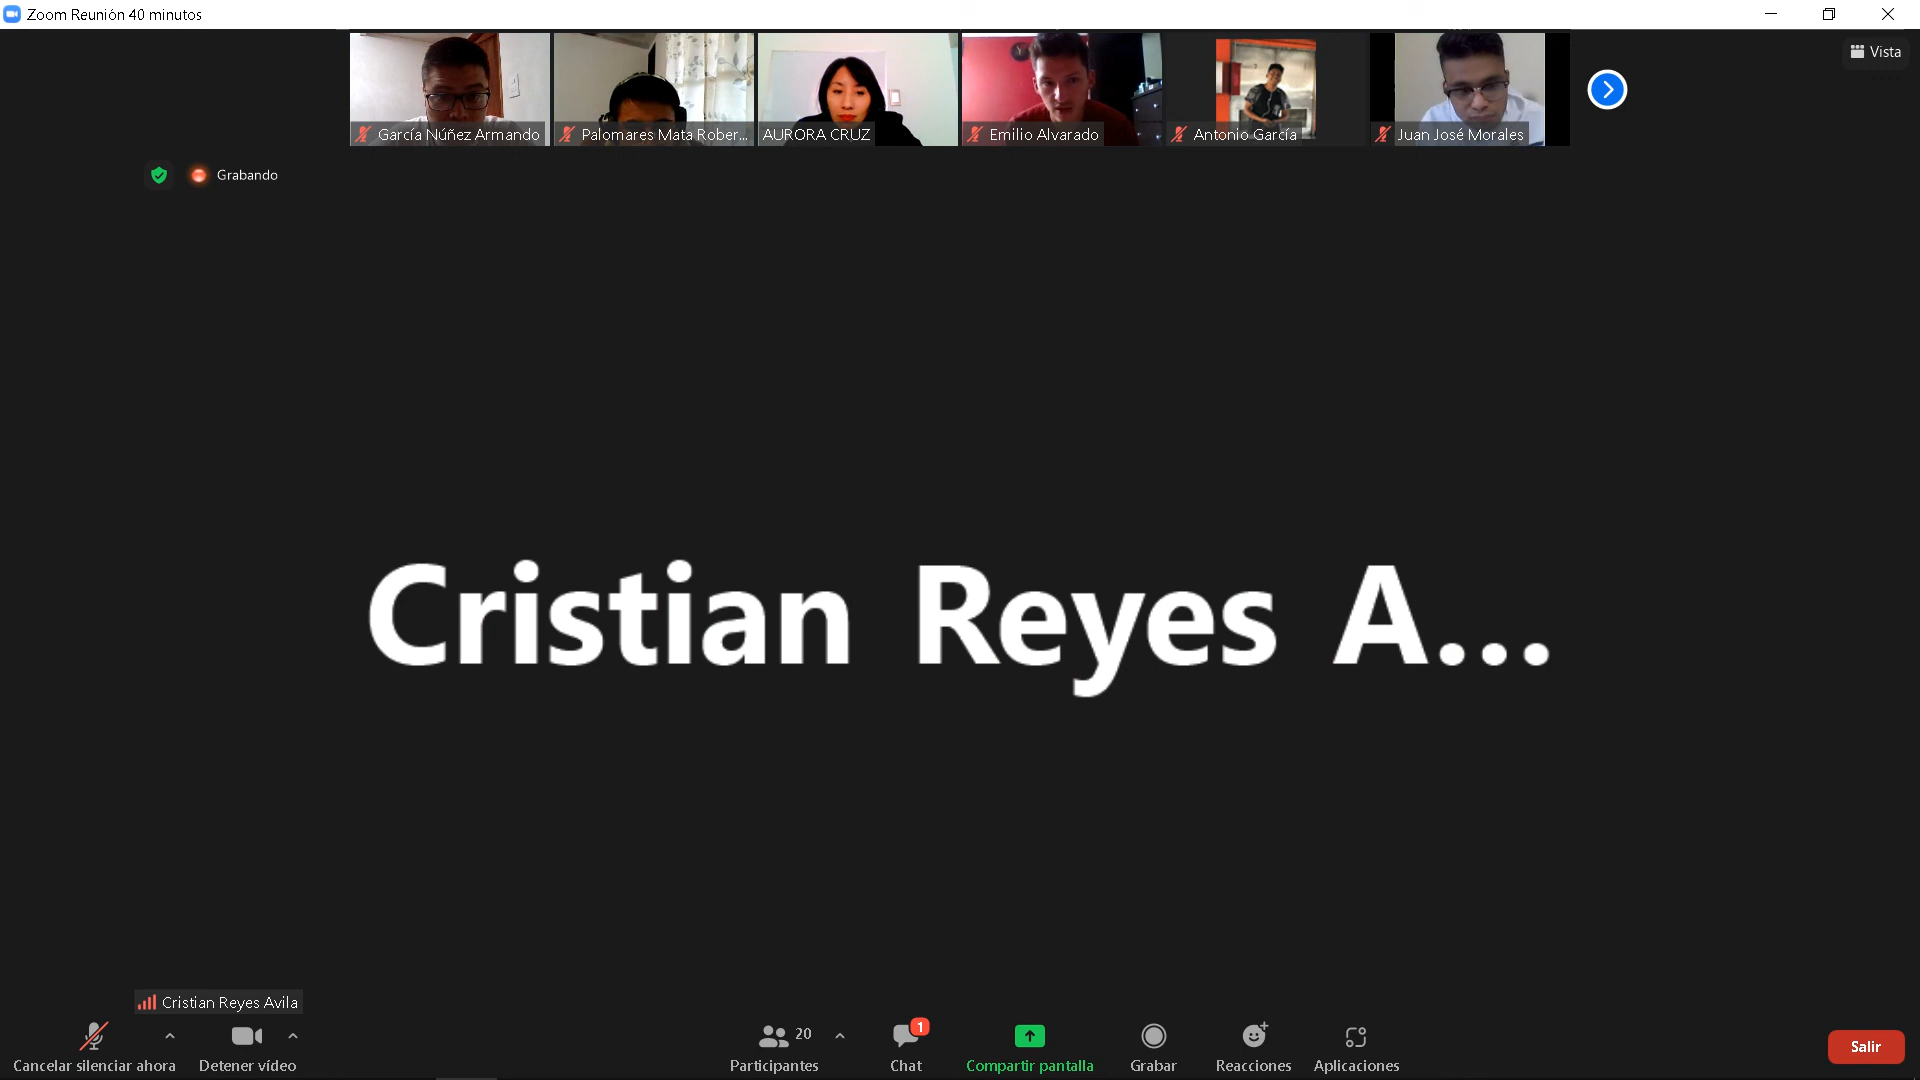 Zoom Reunión 40 minutos
García Núñez Armando
Palomares Mata Rober...
AURORA CRUZ
Emilio Alvarado
Antonio García
Juan José Morales
Vista
Grabando
Cristian Reyes A...
Cristian Reyes Avila
Cancelar silenciar ahora
Detener vídeo
20
Participantes
1
Chat
Compartir pantalla
Grabar
Reacciones
Aplicaciones
Salir